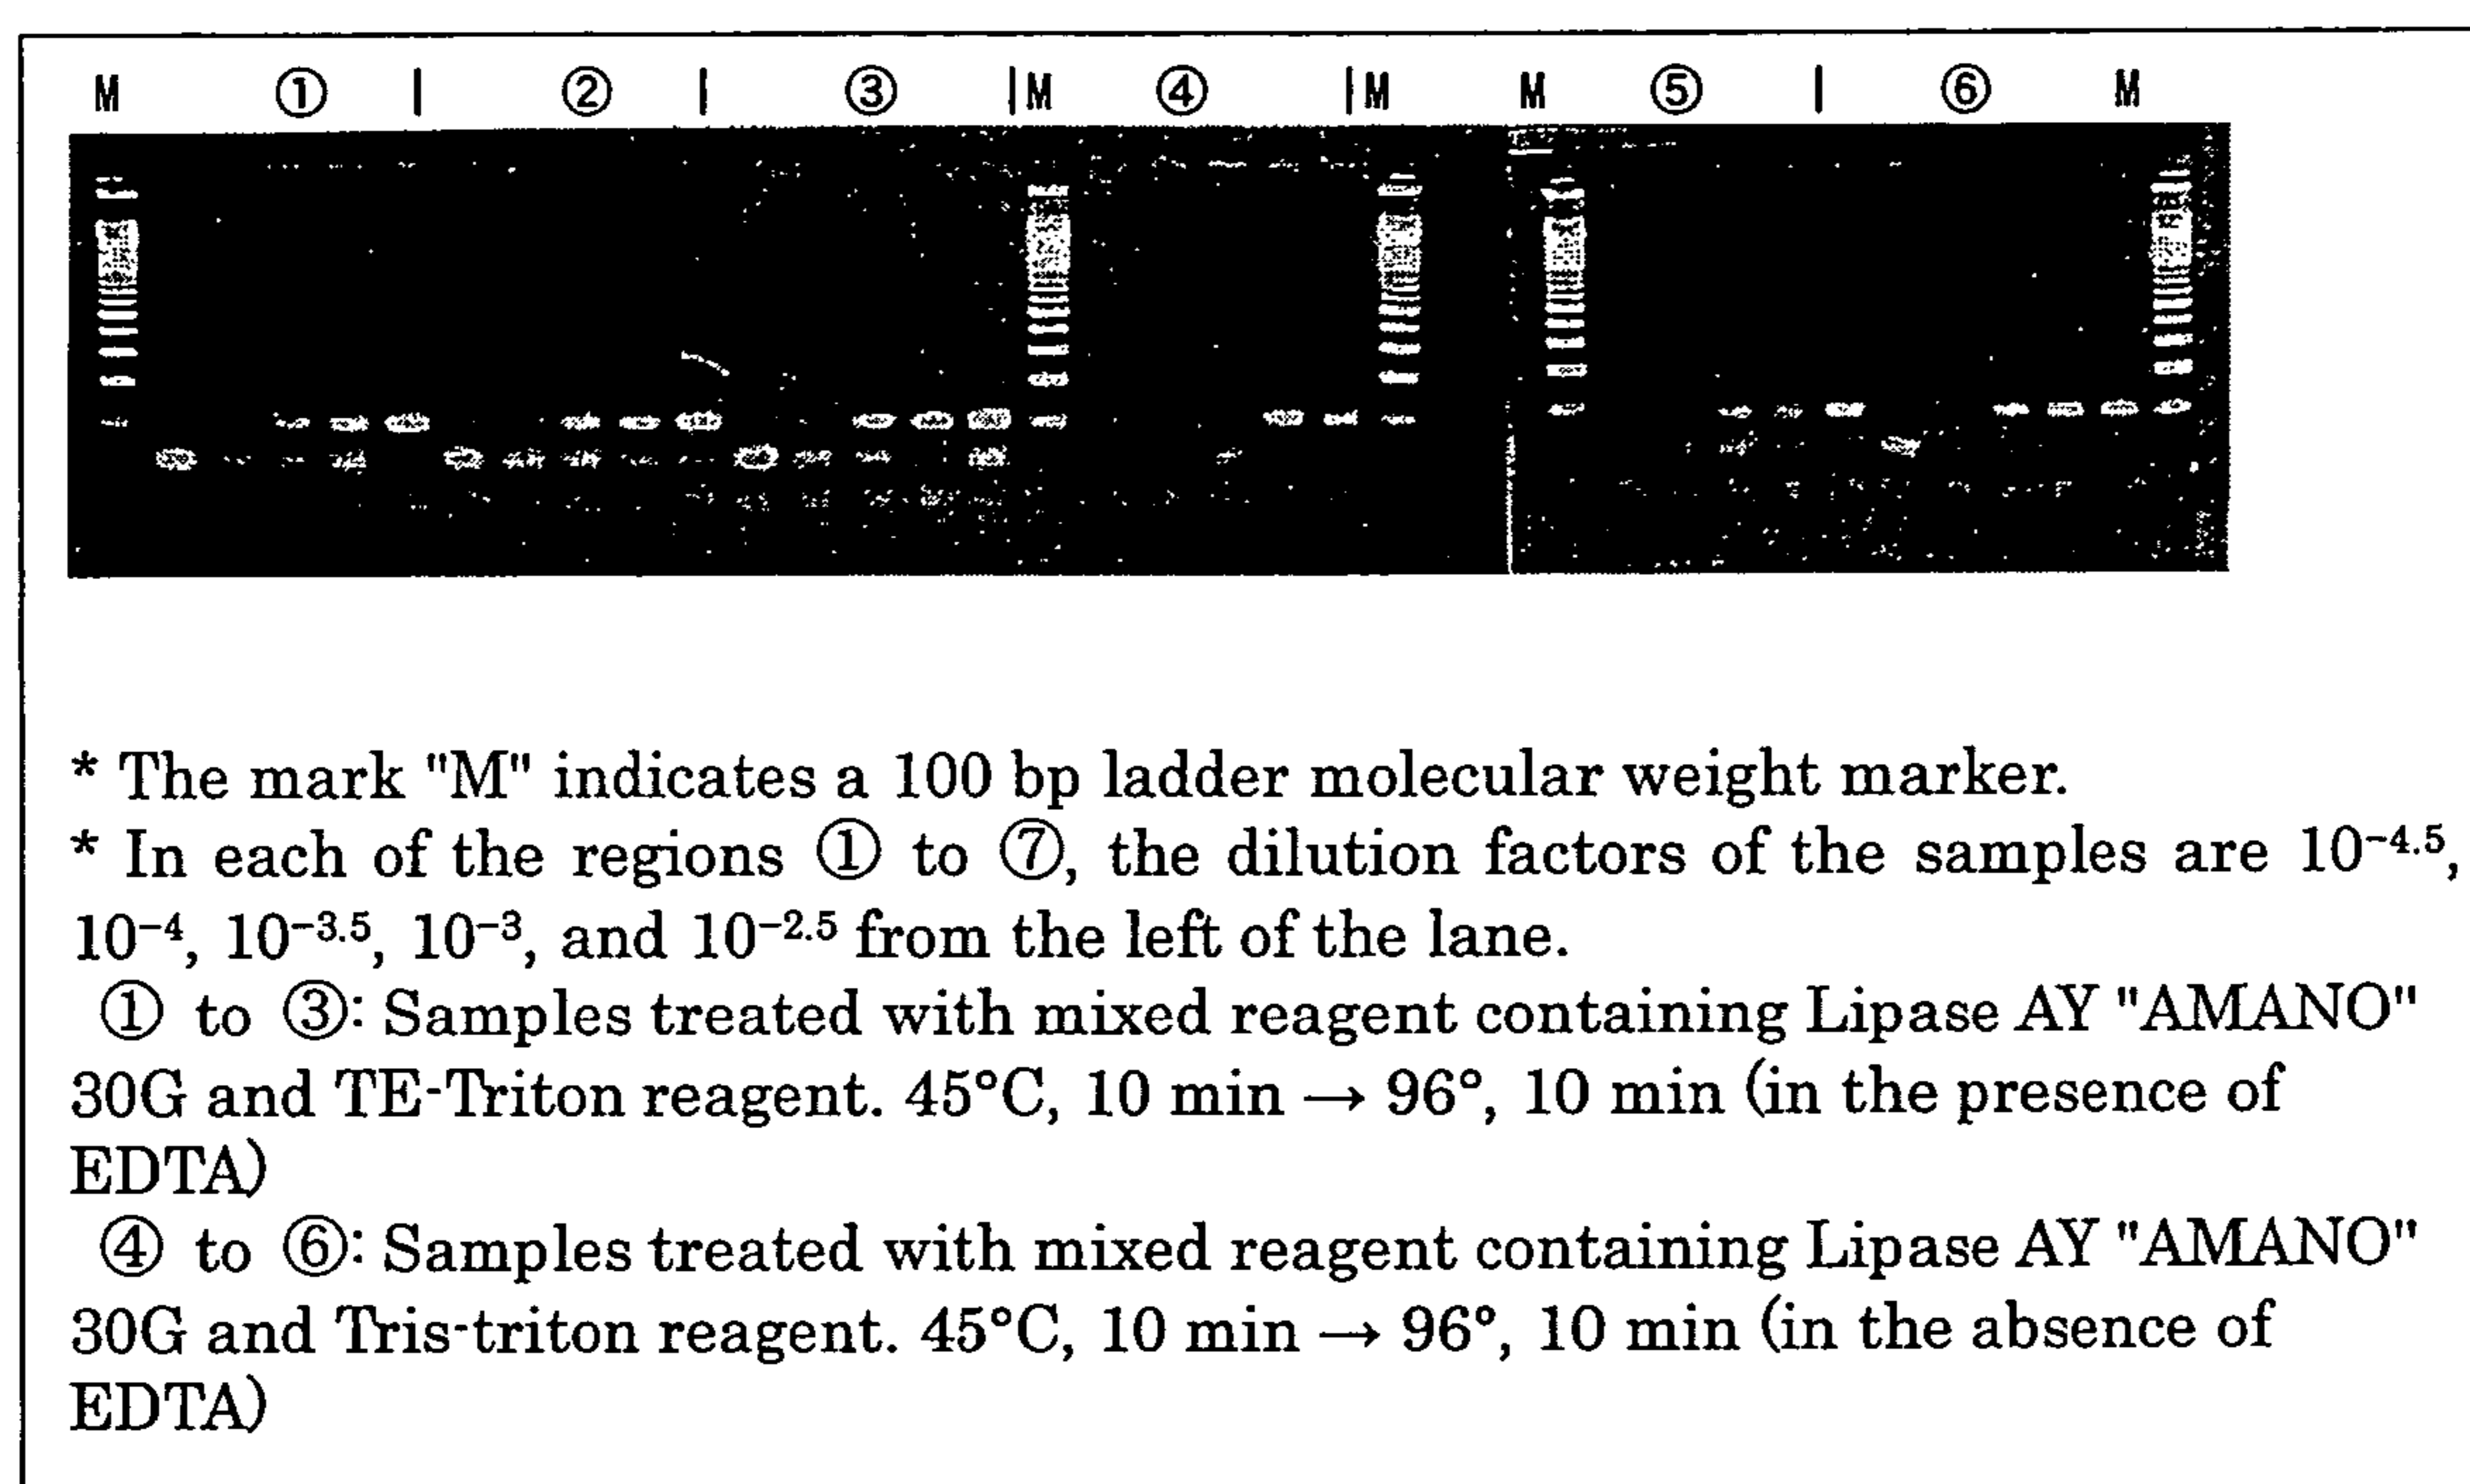 M ① | ② | ③ | M ④ | M M ⑤ | ⑥ M
* The mark "M" indicates a 100 bp ladder molecular weight marker.
* In each of the regions ① to ⑦, the dilution factors of the samples are 10⁻⁴·⁵,
10⁻⁴, 10⁻³·⁵, 10⁻³, and 10⁻²·⁵ from the left of the lane.
① to ③: Samples treated with mixed reagent containing Lipase AY "AMANO"
30G and TE-Triton reagent. 45°C, 10 min → 96°, 10 min (in the presence of
EDTA)
④ to ⑥: Samples treated with mixed reagent containing Lipase AY "AMANO"
30G and Tris-triton reagent. 45°C, 10 min → 96°, 10 min (in the absence of
EDTA)